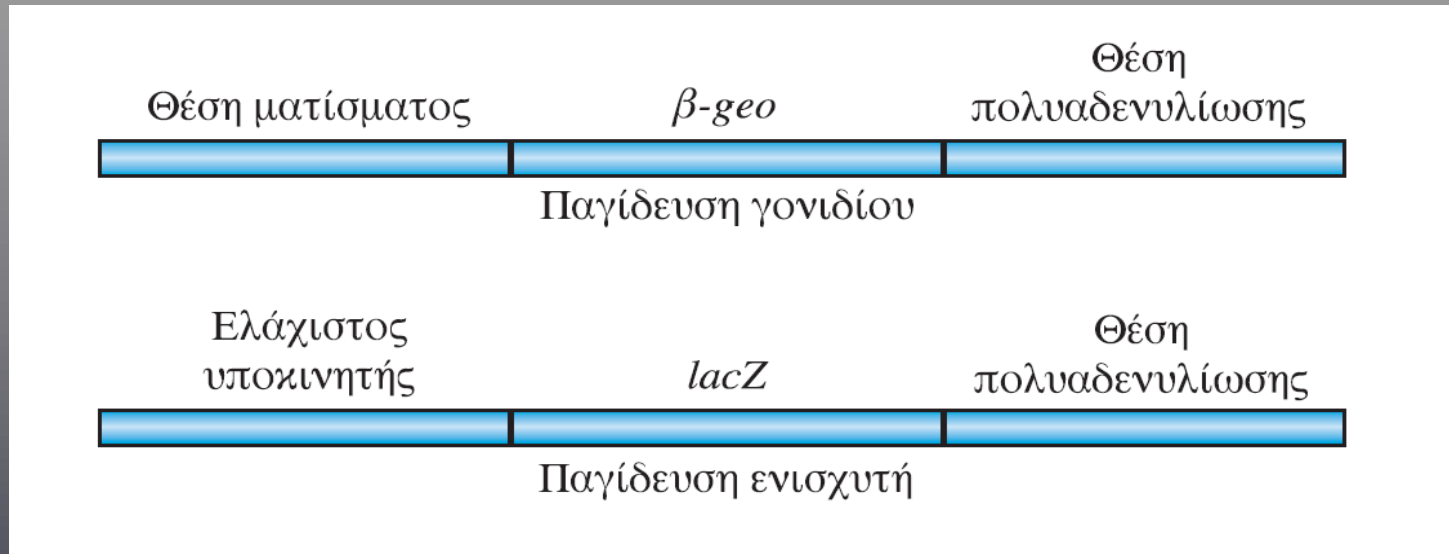 Θέση ματίσματος
β-geo
Θέση
πολυαδενυλίωσης
Παγίδευση γονιδίου
Ελάχιστος
υποκινητής
lacZ
Θέση
πολυαδενυλίωσης
Παγίδευση ενισχυτή